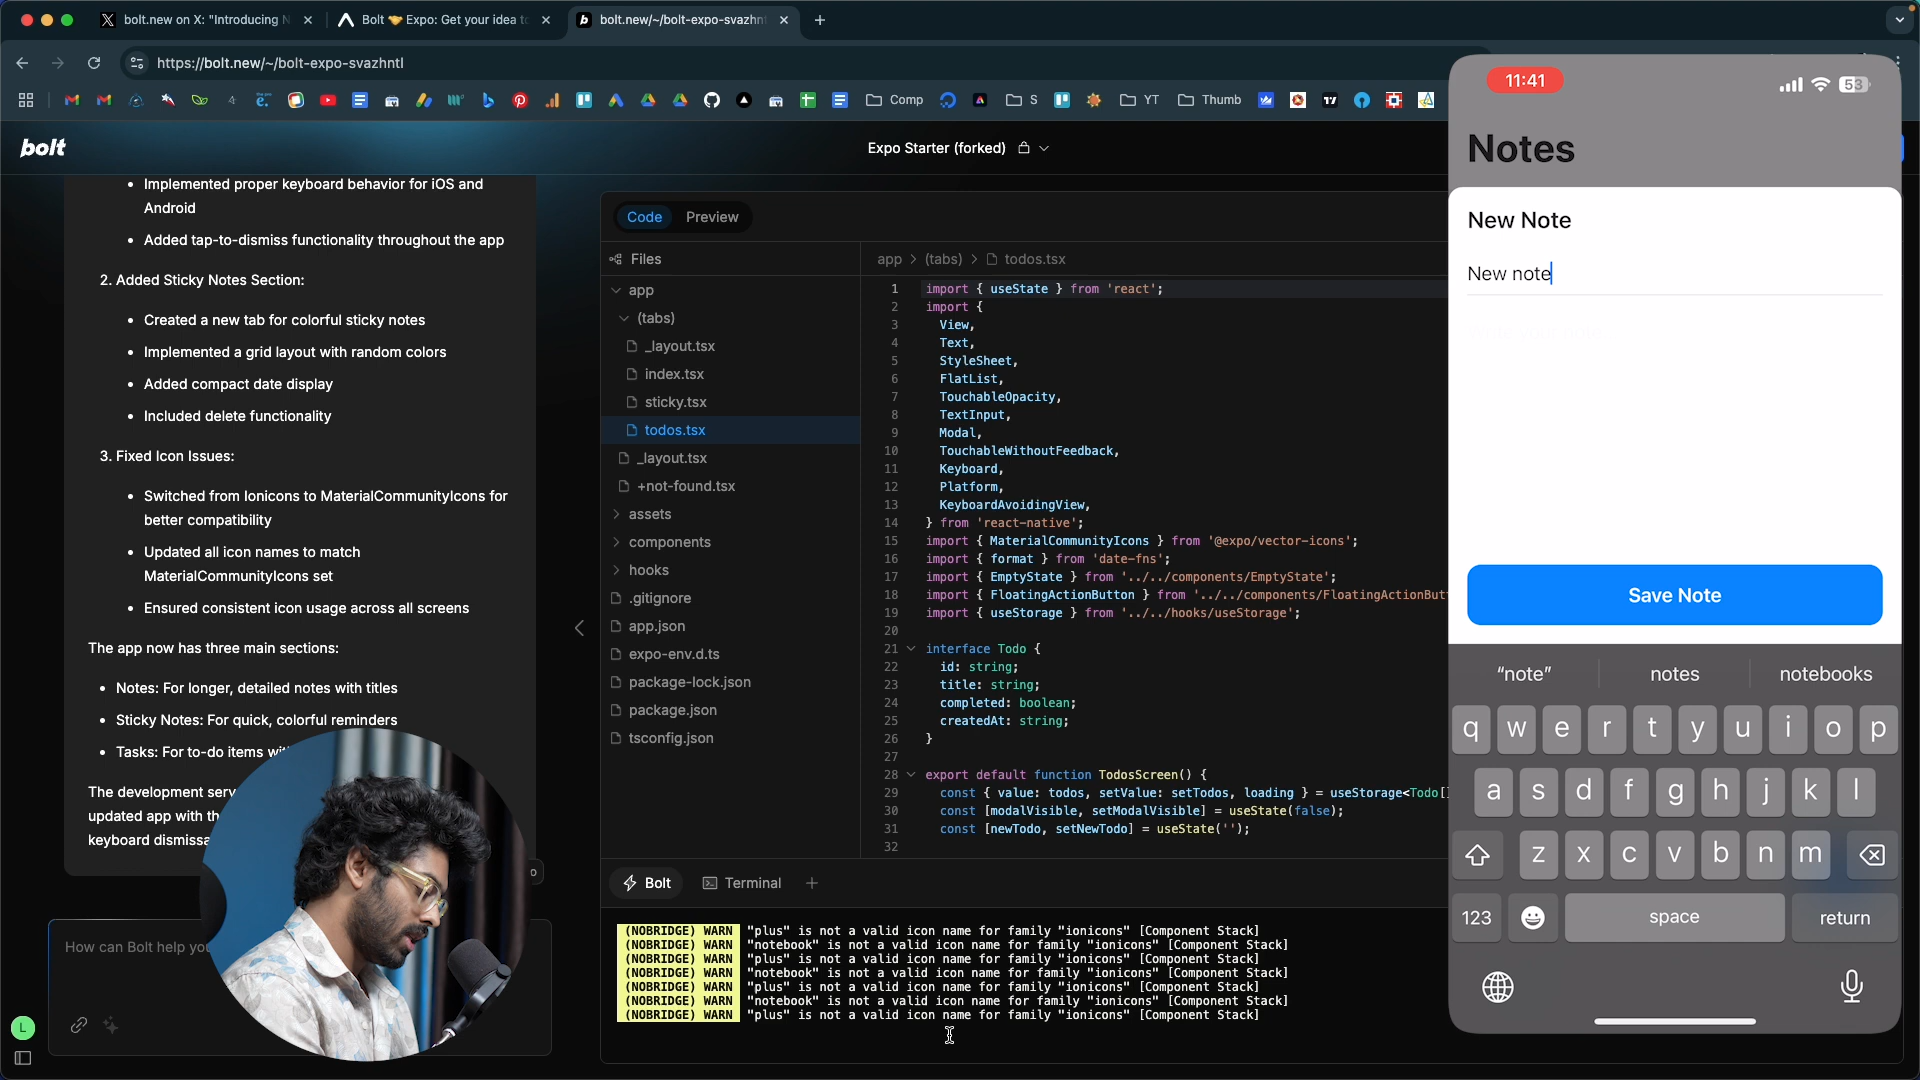 bolt.new on X: "Introducing N
Bolt 🤝 Expo: Get your idea to
bolt.new/~/bolt-expo-svazhnt
https://bolt.new/~/bolt-expo-svazhntl
Comp
S
YT
Thumb
bolt
Expo Starter (forked)
• Implemented proper keyboard behavior for iOS and
Android
• Added tap-to-dismiss functionality throughout the app
2. Added Sticky Notes Section:
• Created a new tab for colorful sticky notes
• Implemented a grid layout with random colors
• Added compact date display
• Included delete functionality
3. Fixed Icon Issues:
• Switched from Ionicons to MaterialCommunityIcons for
better compatibility
• Updated all icon names to match
MaterialCommunityIcons set
• Ensured consistent icon usage across all screens
The app now has three main sections:
• Notes: For longer, detailed notes with titles
• Sticky Notes: For quick, colorful reminders
• Tasks: For to-do items wi
The development serv
updated app with th
keyboard dismissa
How can Bolt help yo
L
Code
Preview
Files
app
(tabs)
_layout.tsx
index.tsx
sticky.tsx
todos.tsx
_layout.tsx
+not-found.tsx
assets
components
hooks
.gitignore
app.json
expo-env.d.ts
package-lock.json
package.json
tsconfig.json
app > (tabs) > todos.tsx
1 import { useState } from 'react';
2 import {
3 View,
4 Text,
5 StyleSheet,
6 FlatList,
7 TouchableOpacity,
8 TextInput,
9 Modal,
10 TouchableWithoutFeedback,
11 Keyboard,
12 Platform,
13 KeyboardAvoidingView,
14 } from 'react-native';
15 import { MaterialCommunityIcons } from '@expo/vector-icons';
16 import { format } from 'date-fns';
17 import { EmptyState } from '../../components/EmptyState';
18 import { FloatingActionButton } from '../../components/FloatingActionBut
19 import { useStorage } from '../../hooks/useStorage';
20
21 interface Todo {
22 id: string;
23 title: string;
24 completed: boolean;
25 createdAt: string;
26 }
27
28 export default function TodosScreen() {
29 const { value: todos, setValue: setTodos, loading } = useStorage<Todo[]
30 const [modalVisible, setModalVisible] = useState(false);
31 const [newTodo, setNewTodo] = useState('');
32
Bolt
Terminal
(NOBRIDGE) WARN "plus" is not a valid icon name for family "ionicons" [Component Stack]
(NOBRIDGE) WARN "notebook" is not a valid icon name for family "ionicons" [Component Stack]
(NOBRIDGE) WARN "plus" is not a valid icon name for family "ionicons" [Component Stack]
(NOBRIDGE) WARN "notebook" is not a valid icon name for family "ionicons" [Component Stack]
(NOBRIDGE) WARN "plus" is not a valid icon name for family "ionicons" [Component Stack]
(NOBRIDGE) WARN "notebook" is not a valid icon name for family "ionicons" [Component Stack]
(NOBRIDGE) WARN "plus" is not a valid icon name for family "ionicons" [Component Stack]
11:41
53
Notes
New Note
New note
Save Note
“note”
notes
notebooks
q w e r t y u i o p
a s d f g h j k l
z x c v b n m
123
space
return